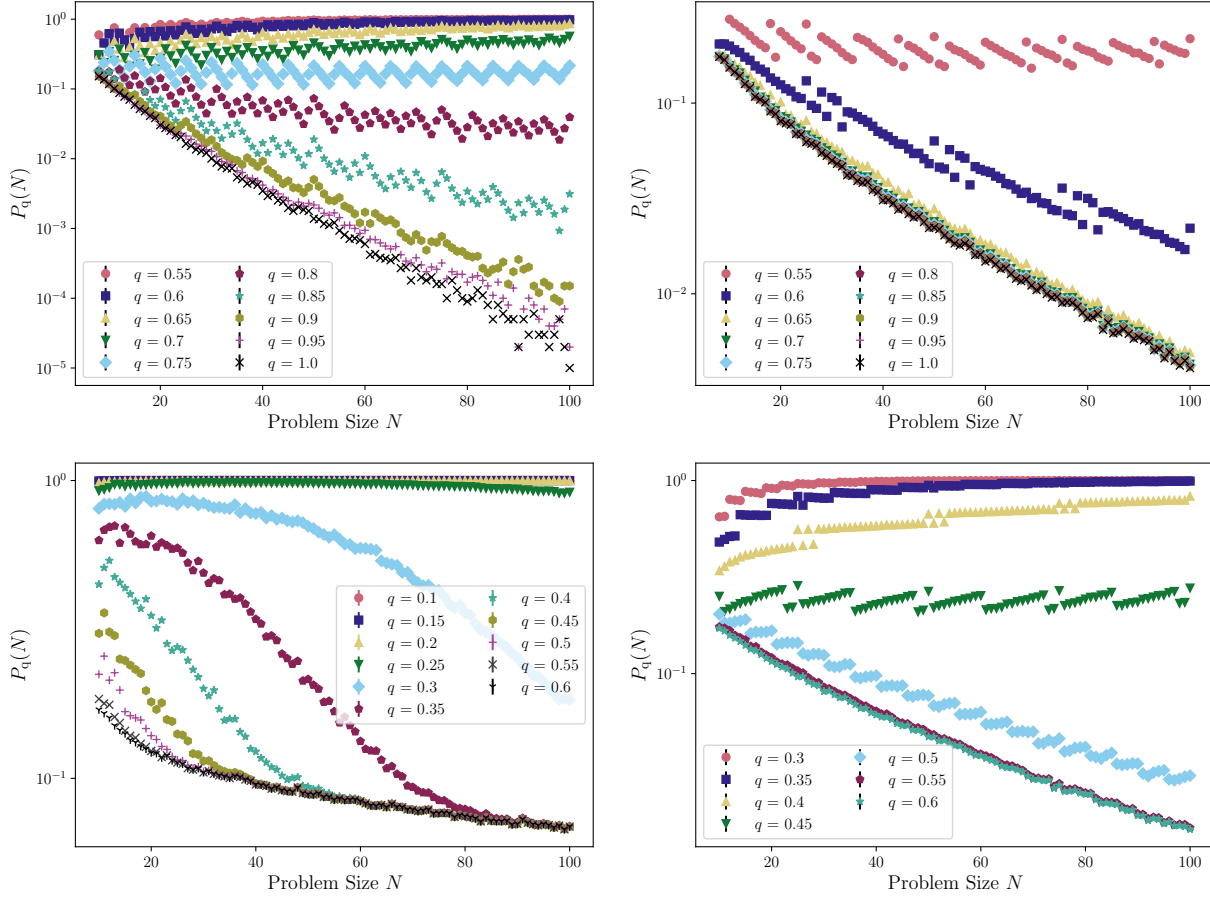 P_q(N)
10^0
10^−1
10^−2
10^−3
10^−4
10^−5
q = 0.55
q = 0.6
q = 0.65
q = 0.7
q = 0.75
q = 0.8
q = 0.85
q = 0.9
q = 0.95
q = 1.0
20 40 60 80 100
Problem Size N
P_q(N)
10^−1
10^−2
q = 0.55
q = 0.6
q = 0.65
q = 0.7
q = 0.75
q = 0.8
q = 0.85
q = 0.9
q = 0.95
q = 1.0
20 40 60 80 100
Problem Size N
P_q(N)
10^0
10^−1
q = 0.1
q = 0.15
q = 0.2
q = 0.25
q = 0.3
q = 0.35
q = 0.4
q = 0.45
q = 0.5
q = 0.55
q = 0.6
20 40 60 80 100
Problem Size N
P_q(N)
10^0
10^−1
q = 0.3
q = 0.35
q = 0.4
q = 0.45
q = 0.5
q = 0.55
q = 0.6
20 40 60 80 100
Problem Size N